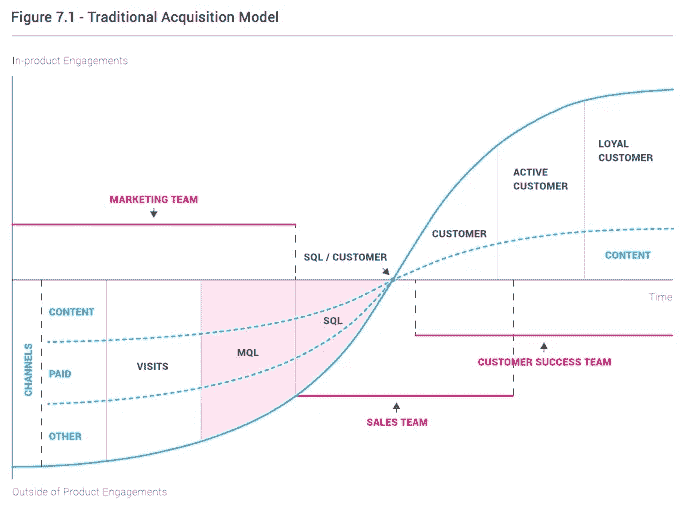 Figure 7.1 - Traditional Acquisition Model
In-product Engagements
LOYAL
CUSTOMER
ACTIVE
CUSTOMER
MARKETING TEAM
CUSTOMER
SQL / CUSTOMER
CONTENT
Time
CONTENT
SQL
MQL
VISITS
CHANNELS
PAID
CUSTOMER SUCCESS TEAM
SALES TEAM
OTHER
Outside of Product Engagements